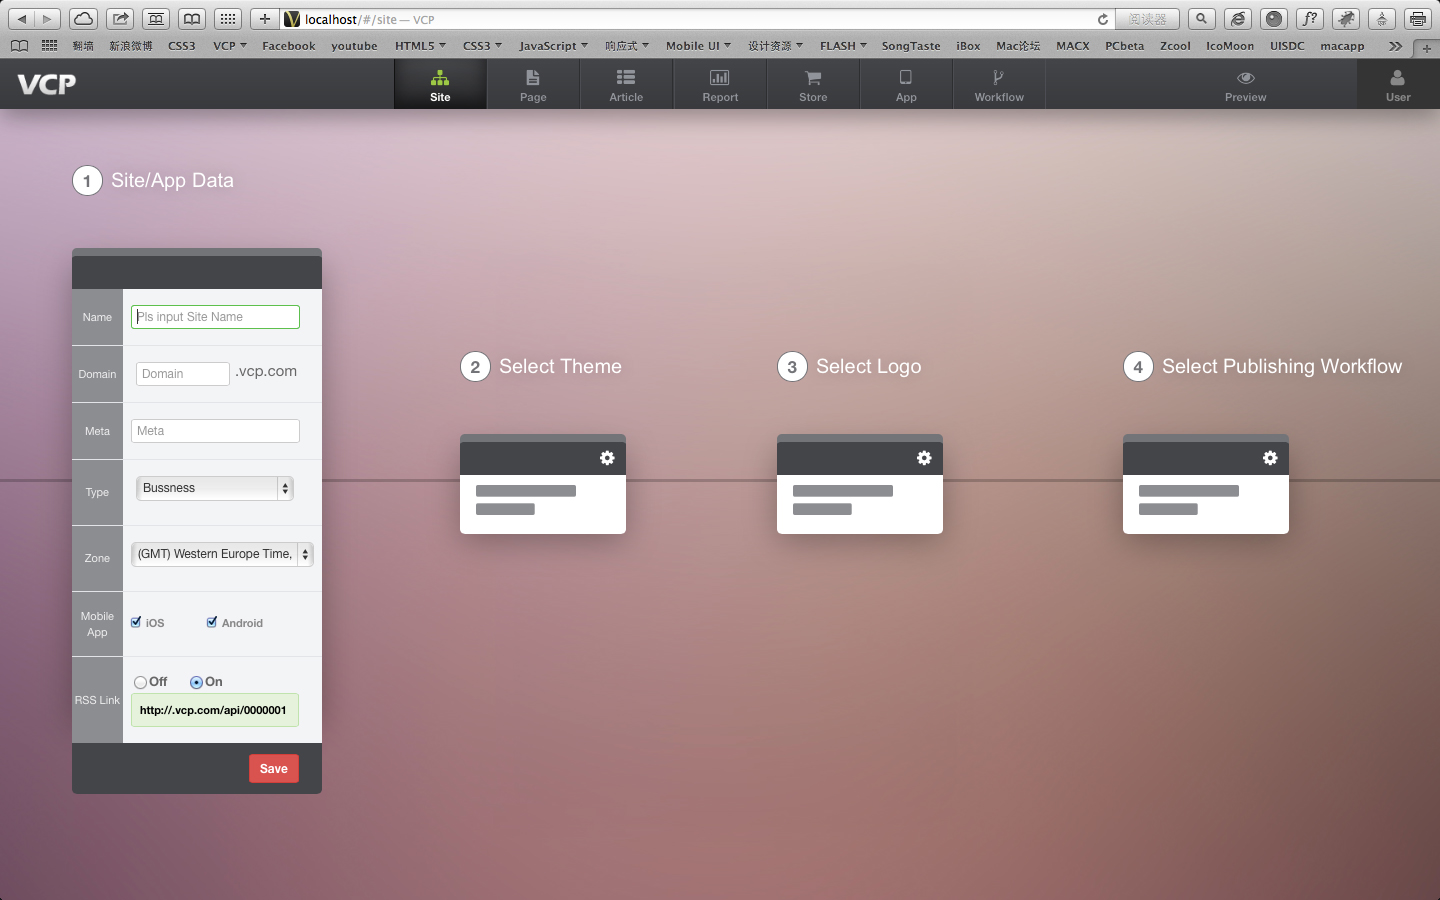 localhost/#/site — VCP
阅读器
翻墙 新浪微博 CSS3 VCP Facebook youtube HTML5 CSS3 JavaScript 响应式 Mobile UI 设计资源 FLASH SongTaste iBox Mac论坛 MACX PCbeta Zcool IcoMoon UISDC macapp
VCP
Site Page Article Report Store App Workflow Preview User
1 Site/App Data
Name Pls input Site Name
Domain Domain .vcp.com
Meta Meta
Type Bussness
Zone (GMT) Western Europe Time,
Mobile App iOS Android
RSS Link Off On
http://.vcp.com/api/0000001
Save
2 Select Theme
3 Select Logo
4 Select Publishing Workflow